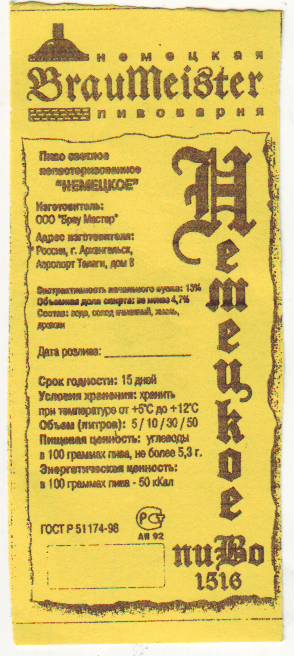 немецкая
BrauMeister
пивоварня
Пиво светлое
непастеризованное
"НЕМЕЦКОЕ"
Изготовитель:
ООО "Брау Мастер"
Адрес изготовителя:
Россия, г. Архангельск,
Аэропорт Талаги, дом 8
Экстрактивность начального сусла: 13%
Объемная доля спирта: не менее 4,7%
Состав: вода, солод ячменный, хмель,
дрожжи
Дата розлива:
Срок годности: 15 дней
Условия хранения: хранить
при температуре от +5°С до +12°С
Объем (литров): 5 / 10 / 30 / 50
Пищевая ценность: углеводы
в 100 граммах пива, не более 5,3 г.
Энергетическая ценность:
в 100 граммах пива - 50 кКал
ГОСТ Р 51174-98
РСТ
АЯ 92
Немецкое
пиво
1516